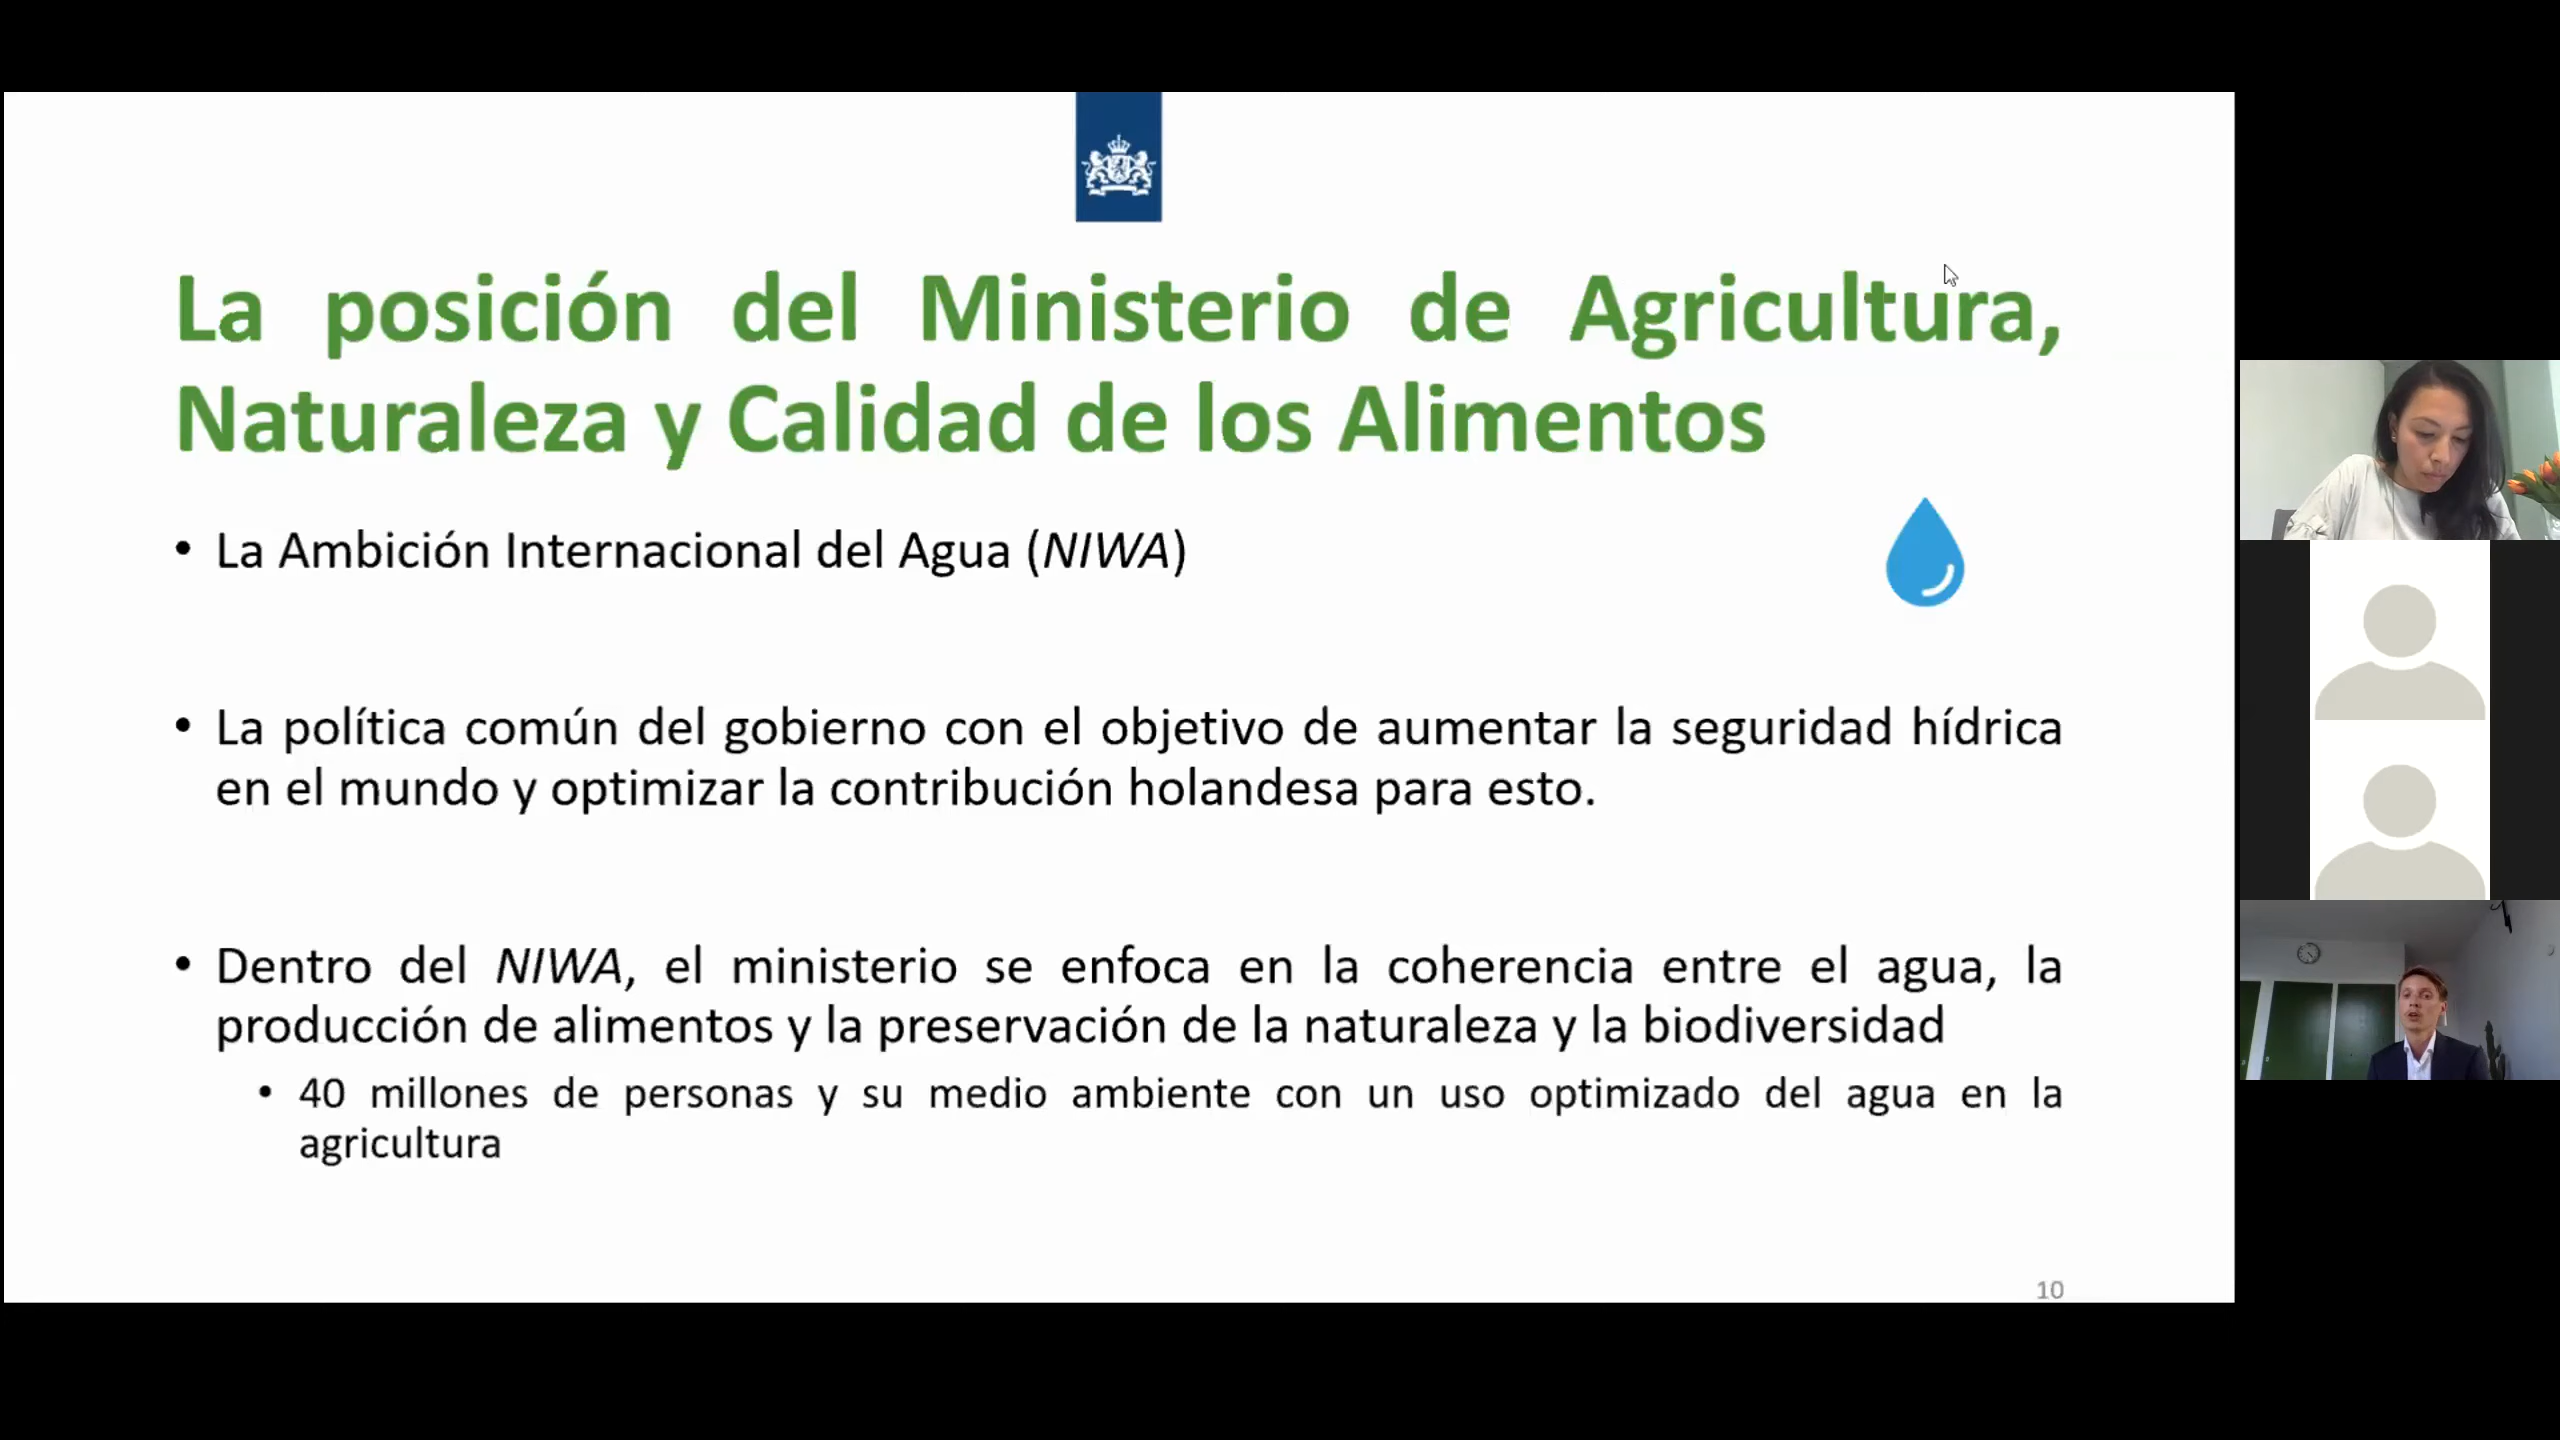 La posición del Ministerio de Agricultura,
Naturaleza y Calidad de los Alimentos
• La Ambición Internacional del Agua (NIWA)
• La política común del gobierno con el objetivo de aumentar la seguridad hídrica
en el mundo y optimizar la contribución holandesa para esto.
• Dentro del NIWA, el ministerio se enfoca en la coherencia entre el agua, la
producción de alimentos y la preservación de la naturaleza y la biodiversidad
• 40 millones de personas y su medio ambiente con un uso optimizado del agua en la
agricultura
10